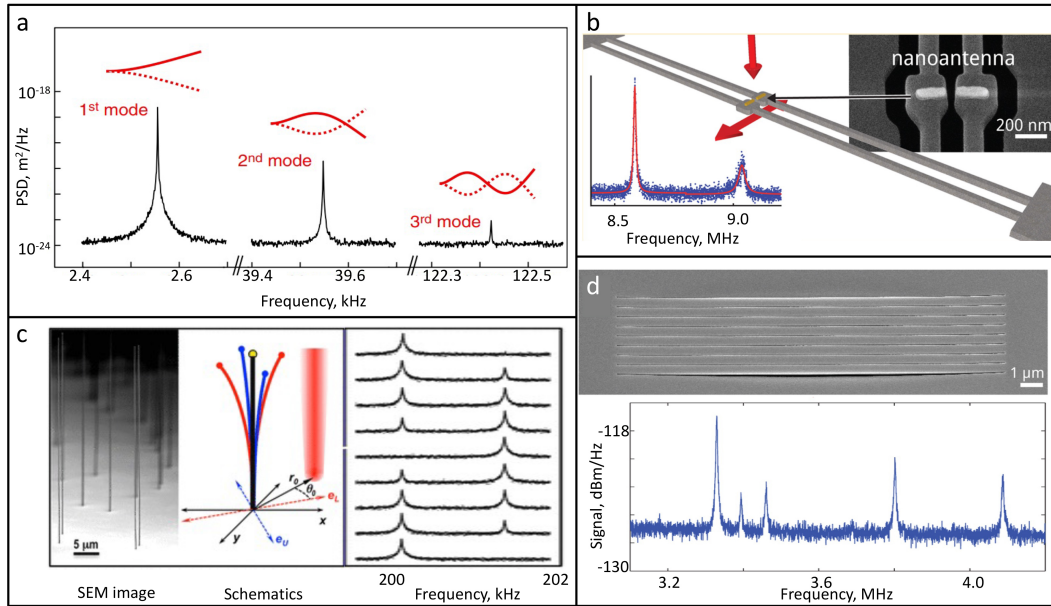 a
PSD, m²/Hz
10⁻¹⁸
10⁻²⁴
1ˢᵗ mode
2ⁿᵈ mode
3ʳᵈ mode
2.4 2.6 // 39.4 39.6 // 122.3 122.5
Frequency, kHz
b
nanoantenna
200 nm
8.5 9.0
Frequency, MHz
c
5 μm
r₀
θ₀
e_L
x
y
e_U
200 202
SEM image Schematics Frequency, kHz
d
1 μm
Signal, dBm/Hz
-118
-130
3.2 3.6 4.0
Frequency, MHz